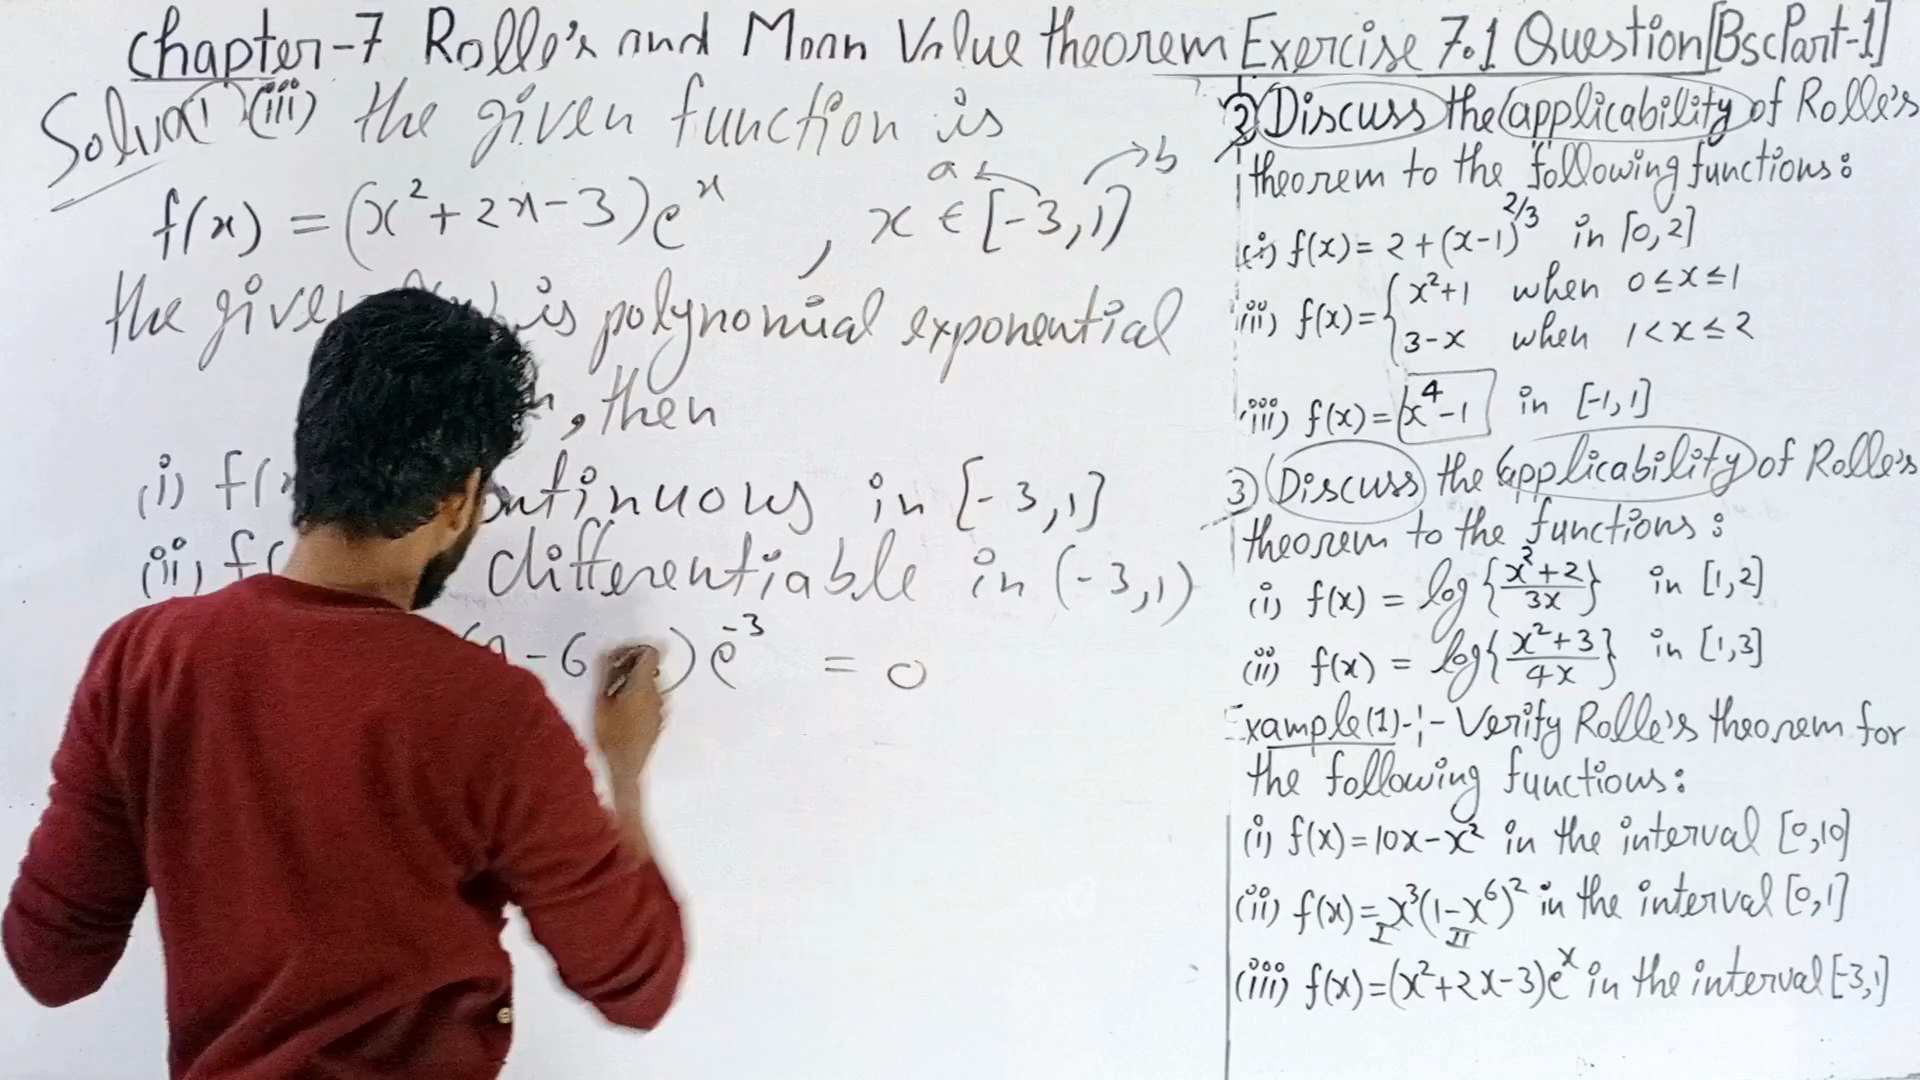 Chapter-7 Rolle's and Mean Value theorem Exercise 7.1 Question [Bsc Part-1]
1 (iii) the given function is
f(x) = (x²+2x-3)eˣ , x ∈ [-3,1]
a b
the given is polynomial exponential
, then
(i) f( in [-3,1]
(ii) f( differentiable in (-3,1)
-6 ) e⁻³ = 0
2) Discuss the applicability of Rolle's
theorem to the following functions:
(i) f(x) = 2 + (x-1)^2/3 in [0,2]
(ii) f(x) = { x²+1 when 0≤x≤1
3-x when 1<x≤2
(iii) f(x) = x⁴-1 in [-1,1]
3) Discuss the applicability of Rolle's
theorem to the functions:
(i) f(x) = log{x²+2/3x} in [1,2]
(ii) f(x) = log{x²+3/4x} in [1,3]
Example(1)-:- Verify Rolle's theorem for
the following functions:
(i) f(x)=10x-x² in the interval [0,10]
(ii) f(x)=x³(1-x⁶)² in the interval [0,1]
I II
(iii) f(x)=(x²+2x-3)eˣ in the interval [-3,1]